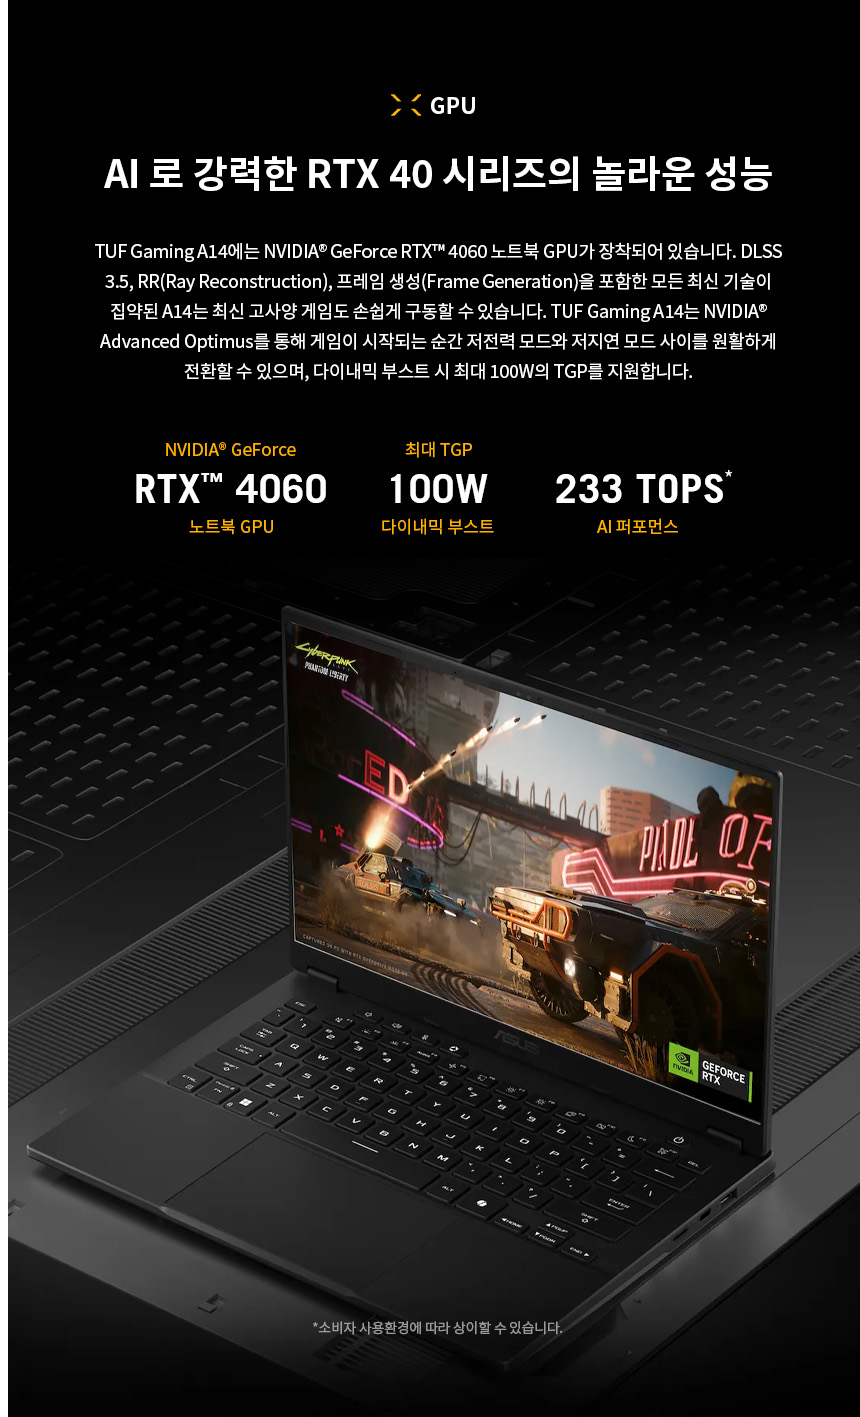 GPU
AI 로 강력한 RTX 40 시리즈의 놀라운 성능
TUF Gaming A14에는 NVIDIA® GeForce RTX™ 4060 노트북 GPU가 장착되어 있습니다. DLSS
3.5, RR(Ray Reconstruction), 프레임 생성(Frame Generation)을 포함한 모든 최신 기술이
집약된 A14는 최신 고사양 게임도 손쉽게 구동할 수 있습니다. TUF Gaming A14는 NVIDIA®
Advanced Optimus를 통해 게임이 시작되는 순간 저전력 모드와 저지연 모드 사이를 원활하게
전환할 수 있으며, 다이내믹 부스트 시 최대 100W의 TGP를 지원합니다.
NVIDIA® GeForce
RTX™ 4060
노트북 GPU
최대 TGP
100W
다이내믹 부스트
233 TOPS*
AI 퍼포먼스
CYBERPUNK
PHANTOM LIBERTY
ED
OF
ASUS
NVIDIA
GEFORCE
RTX
*소비자 사용환경에 따라 상이할 수 있습니다.